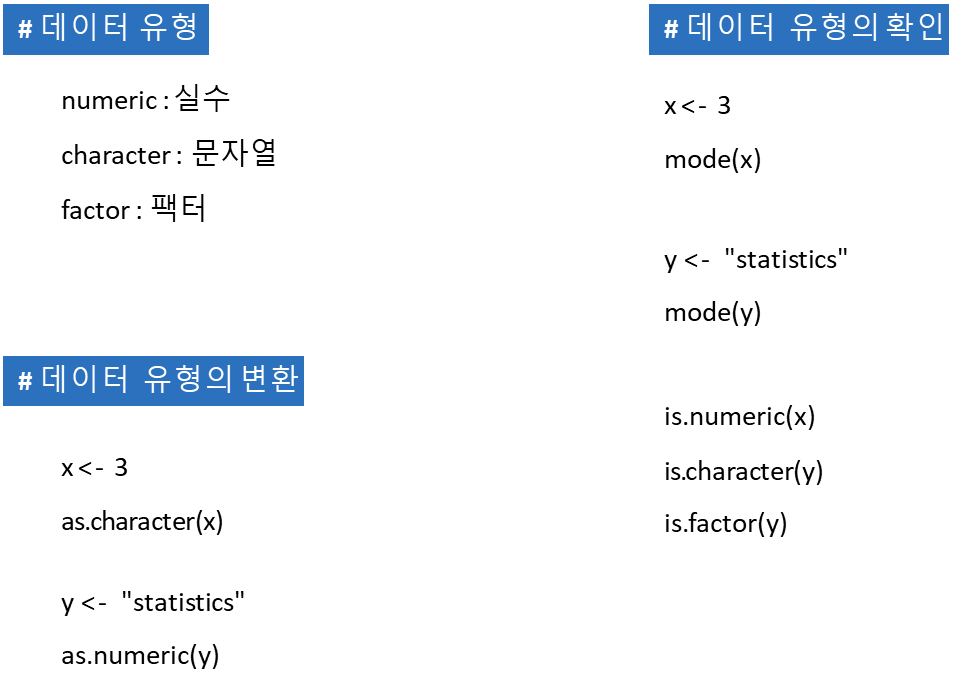 # 데이터 유형
numeric : 실수
character : 문자열
factor : 팩터
# 데이터 유형의 변환
x <- 3
as.character(x)
y <- "statistics"
as.numeric(y)
# 데이터 유형의 확인
x <- 3
mode(x)
y <- "statistics"
mode(y)
is.numeric(x)
is.character(y)
is.factor(y)